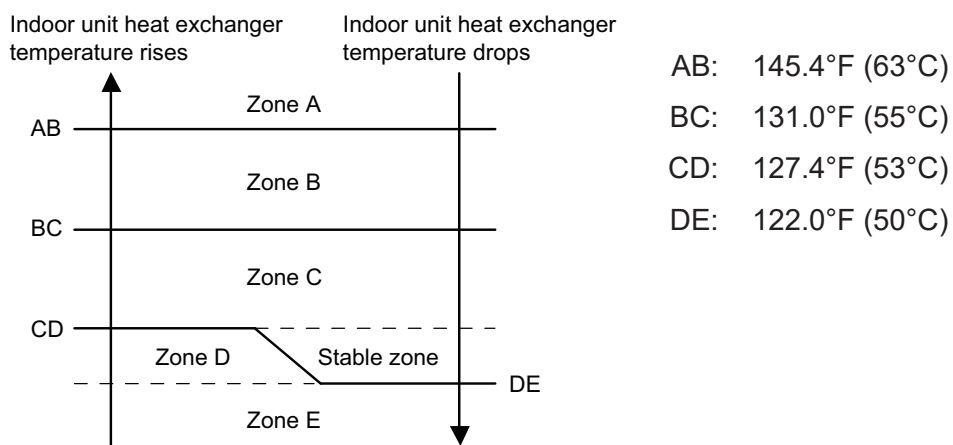 Indoor unit heat exchanger
temperature rises
Indoor unit heat exchanger
temperature drops
Zone A
AB
Zone B
BC
Zone C
CD
Zone D
Stable zone
DE
Zone E
AB: 145.4°F (63°C)
BC: 131.0°F (55°C)
CD: 127.4°F (53°C)
DE: 122.0°F (50°C)